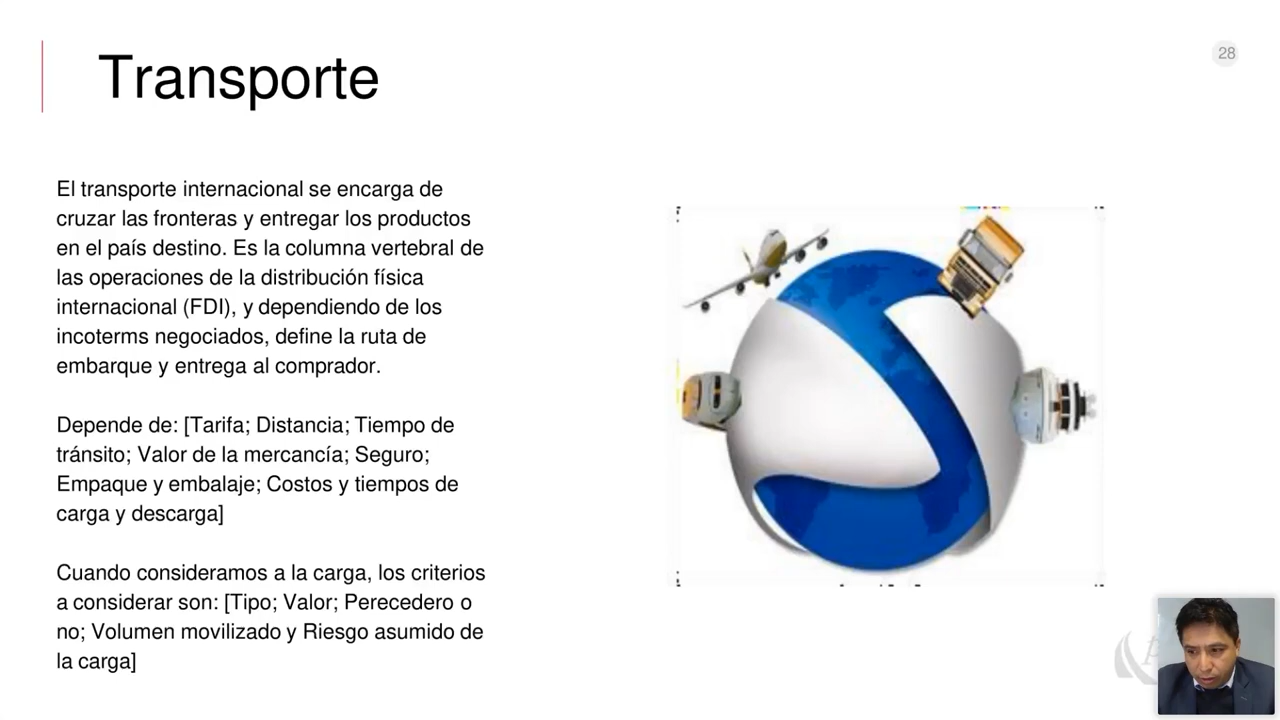 Transporte
28
El transporte internacional se encarga de
cruzar las fronteras y entregar los productos
en el país destino. Es la columna vertebral de
las operaciones de la distribución física
internacional (FDI), y dependiendo de los
incoterms negociados, define la ruta de
embarque y entrega al comprador.
Depende de: [Tarifa; Distancia; Tiempo de
tránsito; Valor de la mercancía; Seguro;
Empaque y embalaje; Costos y tiempos de
carga y descarga]
Cuando consideramos a la carga, los criterios
a considerar son: [Tipo; Valor; Perecedero o
no; Volumen movilizado y Riesgo asumido de
la carga]